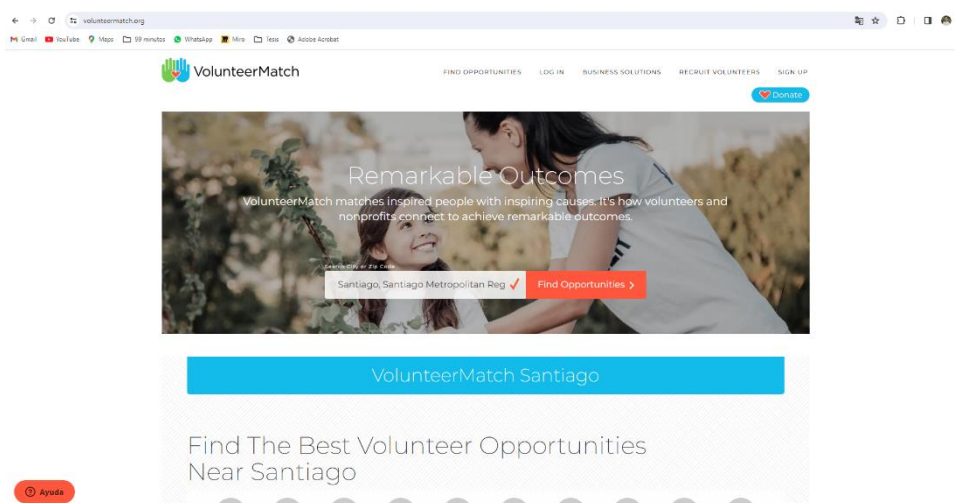 volunteermatch.org
Gmail YouTube Maps 99 minutos WhatsApp Miro Tesis Adobe Acrobat
VolunteerMatch
FIND OPPORTUNITIES LOG IN BUSINESS SOLUTIONS RECRUIT VOLUNTEERS SIGN UP
Donate
Remarkable Outcomes
VolunteerMatch matches inspired people with inspiring causes. It's how volunteers and
nonprofits connect to achieve remarkable outcomes.
Search City or Zip Code
Santiago, Santiago Metropolitan Reg Find Opportunities
VolunteerMatch Santiago
Find The Best Volunteer Opportunities
Near Santiago
Ayuda